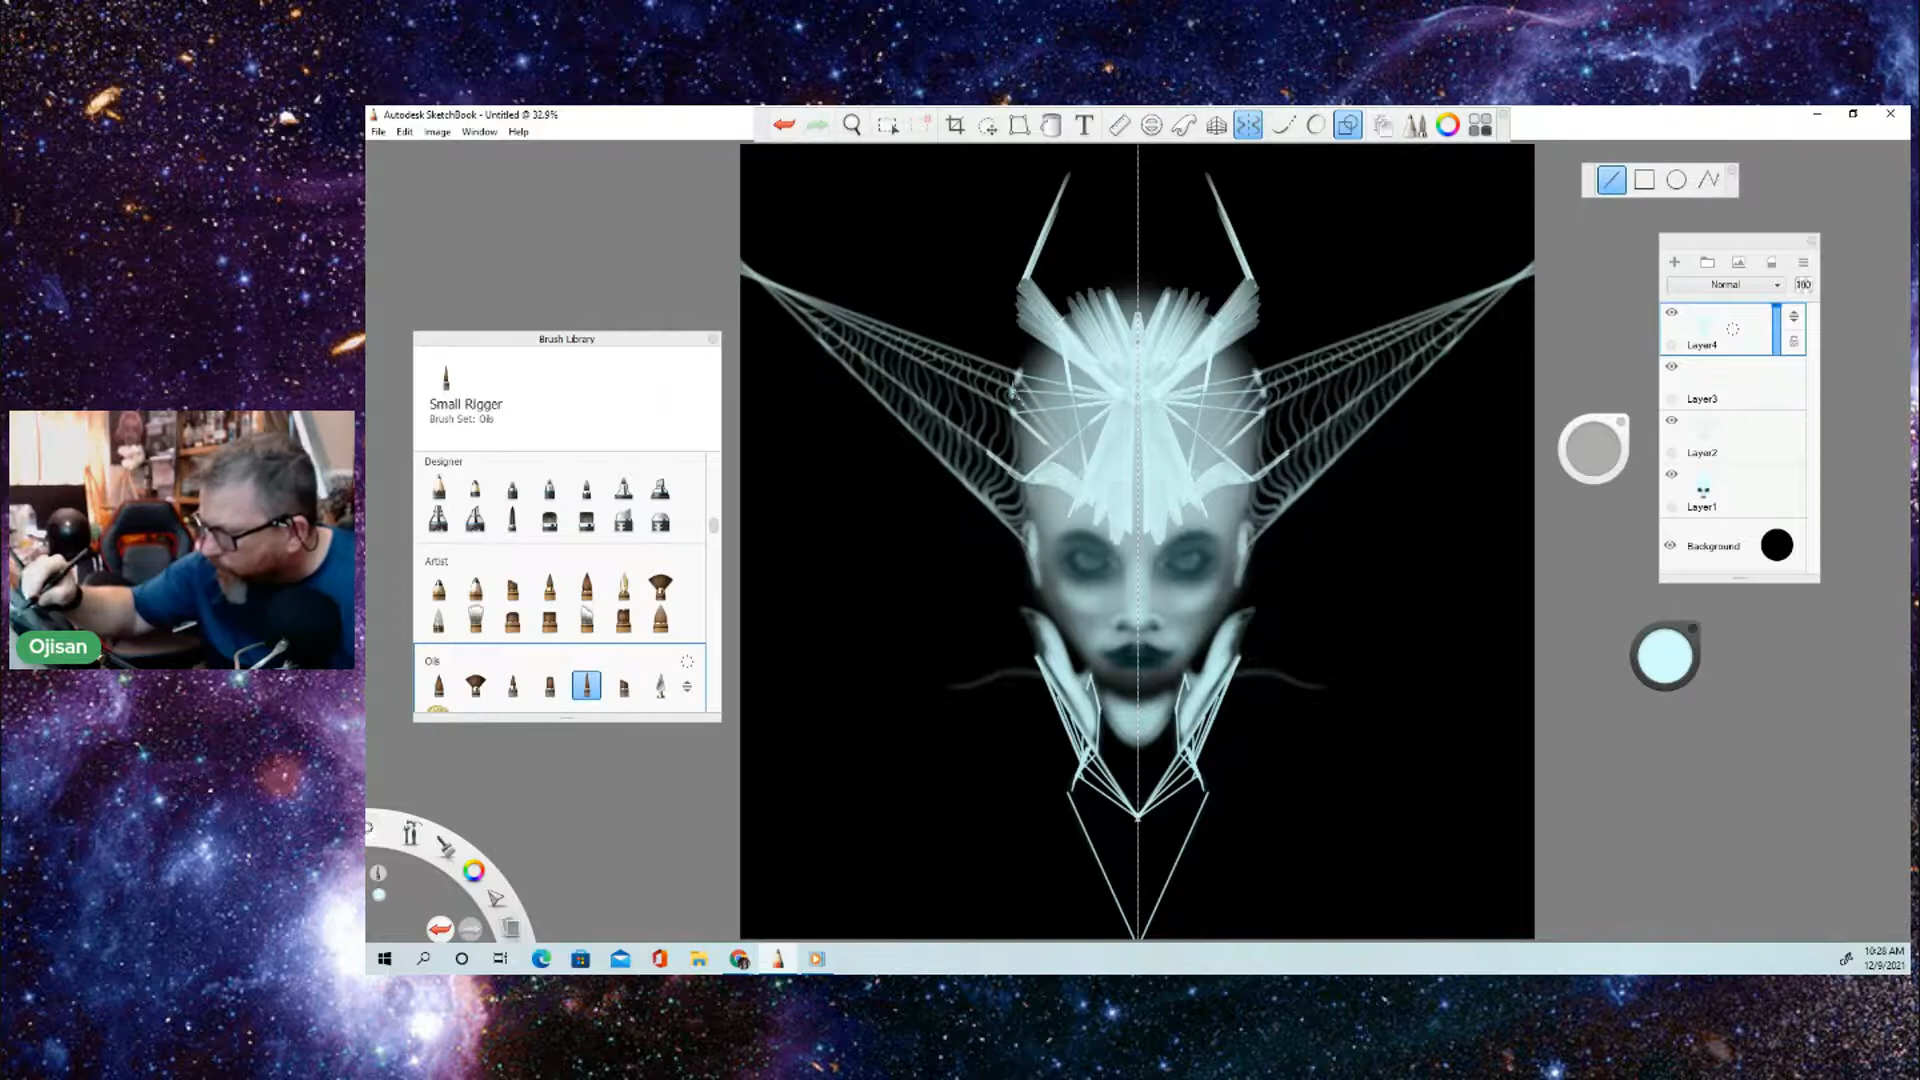 Autodesk SketchBook - Untitled @ 32.9%
File Edit Image Window Help
T
Brush Library
Small Rigger
Brush Set: Oils
Designer
Artist
Oils
Normal
100
Layer4
Layer3
Layer2
Layer1
Background
Ojisan
10:28 AM
12/9/2021